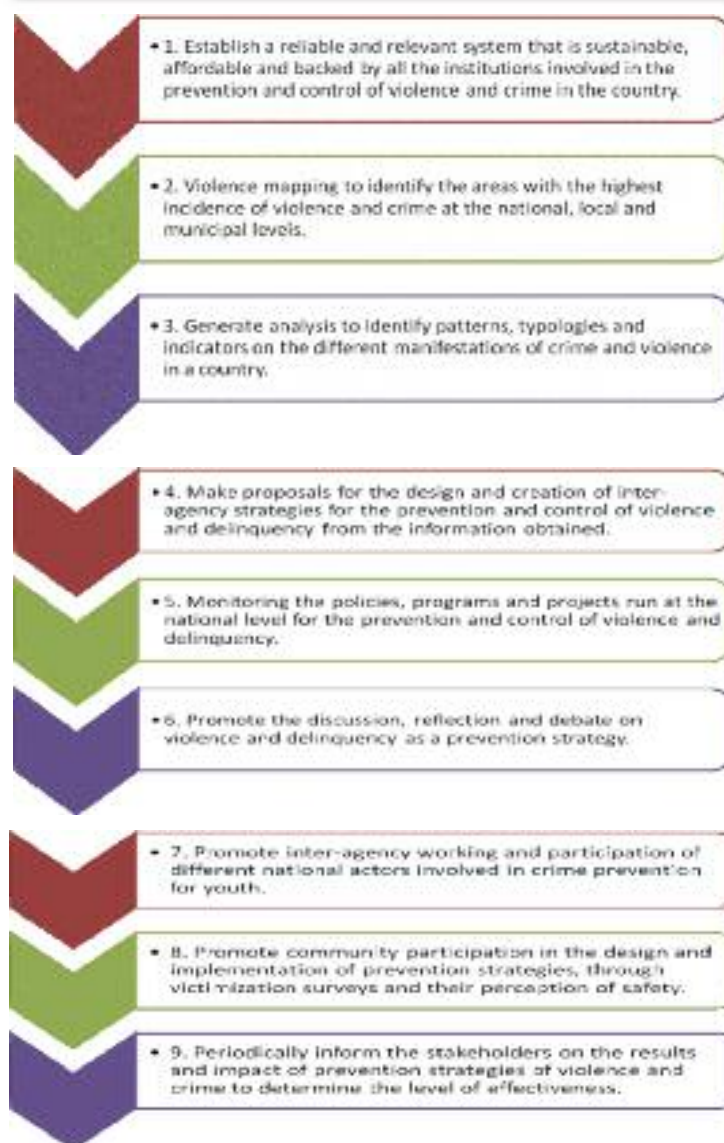 • 1. Establish a reliable and relevant system that is sustainable,
affordable and backed by all the institutions involved in the
prevention and control of violence and crime in the country.
• 2. Violence mapping to identify the areas with the highest
incidence of violence and crime at the national, local and
municipal levels.
• 3. Generate analysis to identify patterns, typologies and
indicators on the different manifestations of crime and violence
in a country.
• 4. Make proposals for the design and creation of inter-
agency strategies for the prevention and control of violence
and delinquency from the information obtained.
• 5. Monitoring the policies, programs and projects run at the
national level for the prevention and control of violence and
delinquency.
• 6. Promote the discussion, reflection and debate on
violence and delinquency as a prevention strategy.
• 7. Promote inter-agency working and participation of
different national actors involved in crime prevention
for youth.
• 8. Promote community participation in the design and
implementation of prevention strategies, through
victimization surveys and their perception of safety.
• 9. Periodically inform the stakeholders on the results
and impact of prevention strategies of violence and
crime to determine the level of effectiveness.